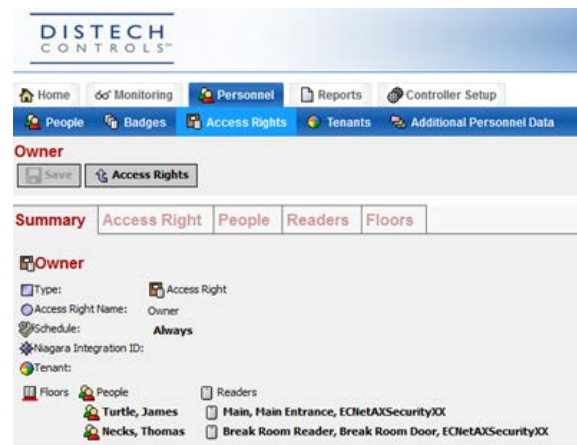 DISTECH
CONTROLS™
Home Monitoring Personnel Reports Controller Setup
People Badges Access Rights Tenants Additional Personnel Data
Owner
Save Access Rights
Summary Access Right People Readers Floors
Owner
Type: Access Right
Access Right Name: Owner
Schedule: Always
Niagara Integration ID:
Tenant:
Floors People Readers
Turtle, James Main, Main Entrance, ECNetAXSecurityXX
Necks, Thomas Break Room Reader, Break Room Door, ECNetAXSecurityXX